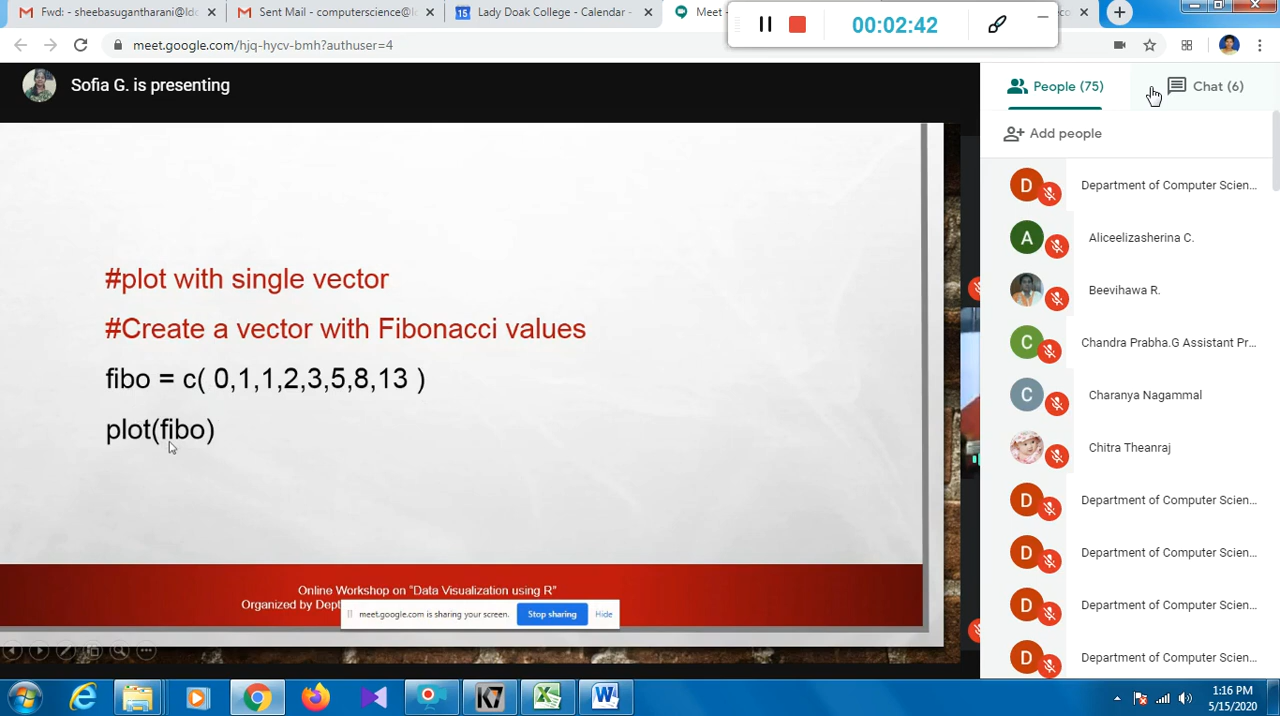 Fwd: - sheebasugantharani@ldc
Sent Mail - computerscience@l
Lady Doak College - Calendar -
Meet -
00:02:42
meet.google.com/hjq-hycv-bmh?authuser=4
Sofia G. is presenting
People (75)
Chat (6)
Add people
#plot with single vector
#Create a vector with Fibonacci values
fibo = c( 0,1,1,2,3,5,8,13 )
plot(fibo)
Online Workshop on “Data Visualization using R”
Organized by Dept
meet.google.com is sharing your screen.
Stop sharing
Hide
D
Department of Computer Scien...
A
Aliceelizasherina C.
Beevihawa R.
C
Chandra Prabha.G Assistant Pr...
C
Charanya Nagammal
Chitra Theanraj
D
Department of Computer Scien...
D
Department of Computer Scien...
D
Department of Computer Scien...
D
Department of Computer Scien...
1:16 PM
5/15/2020